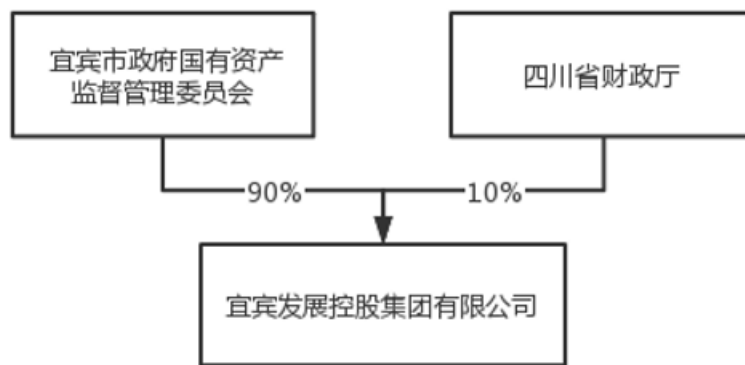 宜宾市政府国有资产
监督管理委员会
四川省财政厅
90%
10%
宜宾发展控股集团有限公司